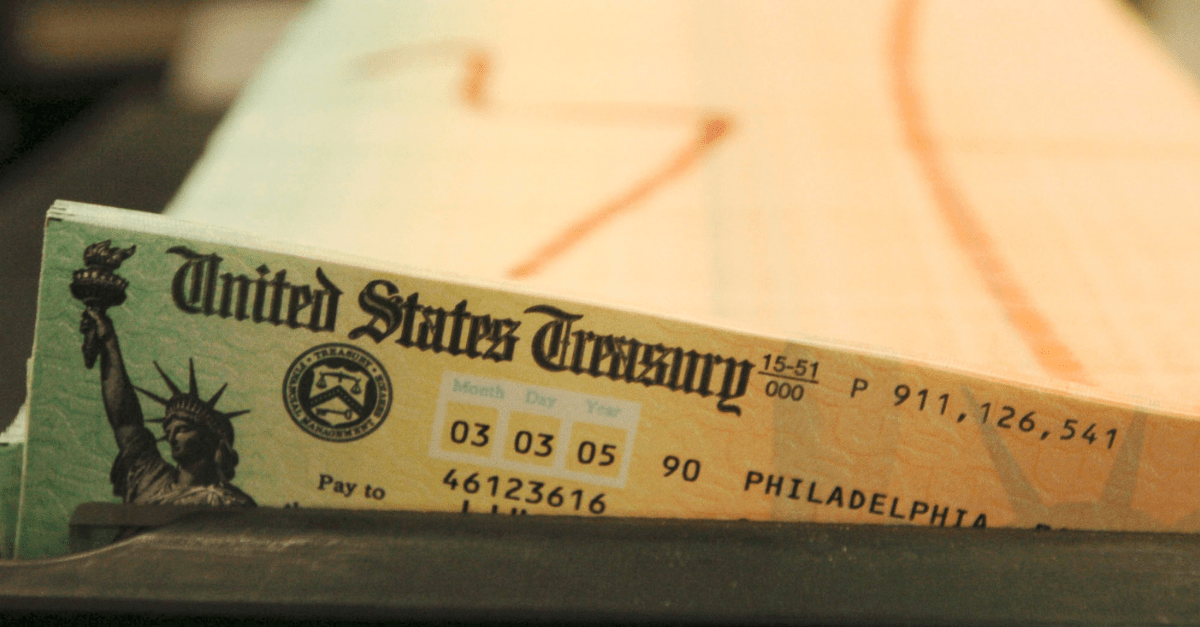 United States Treasury 15-51 P 911,126,541
000
Month Day Year
03 03 05 90 PHILADELPHIA
Pay to 46123616